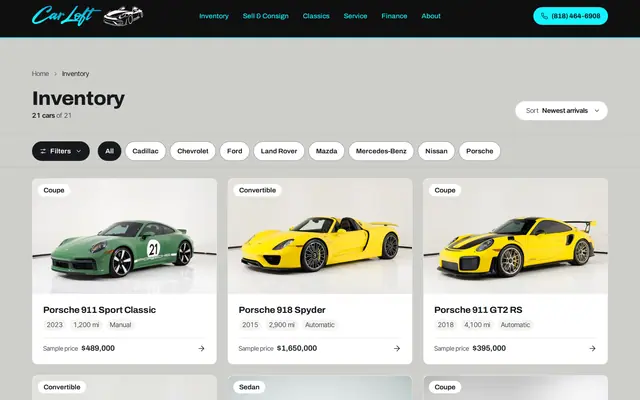 Car Loft
Inventory
Sell & Consign
Classics
Service
Finance
About
(818) 464-6908
Home › Inventory
Inventory
21 cars of 21
Sort Newest arrivals
Filters
All
Cadillac
Chevrolet
Ford
Land Rover
Mazda
Mercedes-Benz
Nissan
Porsche
Coupe
21
Porsche 911 Sport Classic
2023 1,200 mi Manual
Sample price $489,000
Convertible
Porsche 918 Spyder
2015 2,900 mi Automatic
Sample price $1,650,000
Coupe
Porsche 911 GT2 RS
2018 4,100 mi Automatic
Sample price $395,000
Convertible
Sedan
Coupe